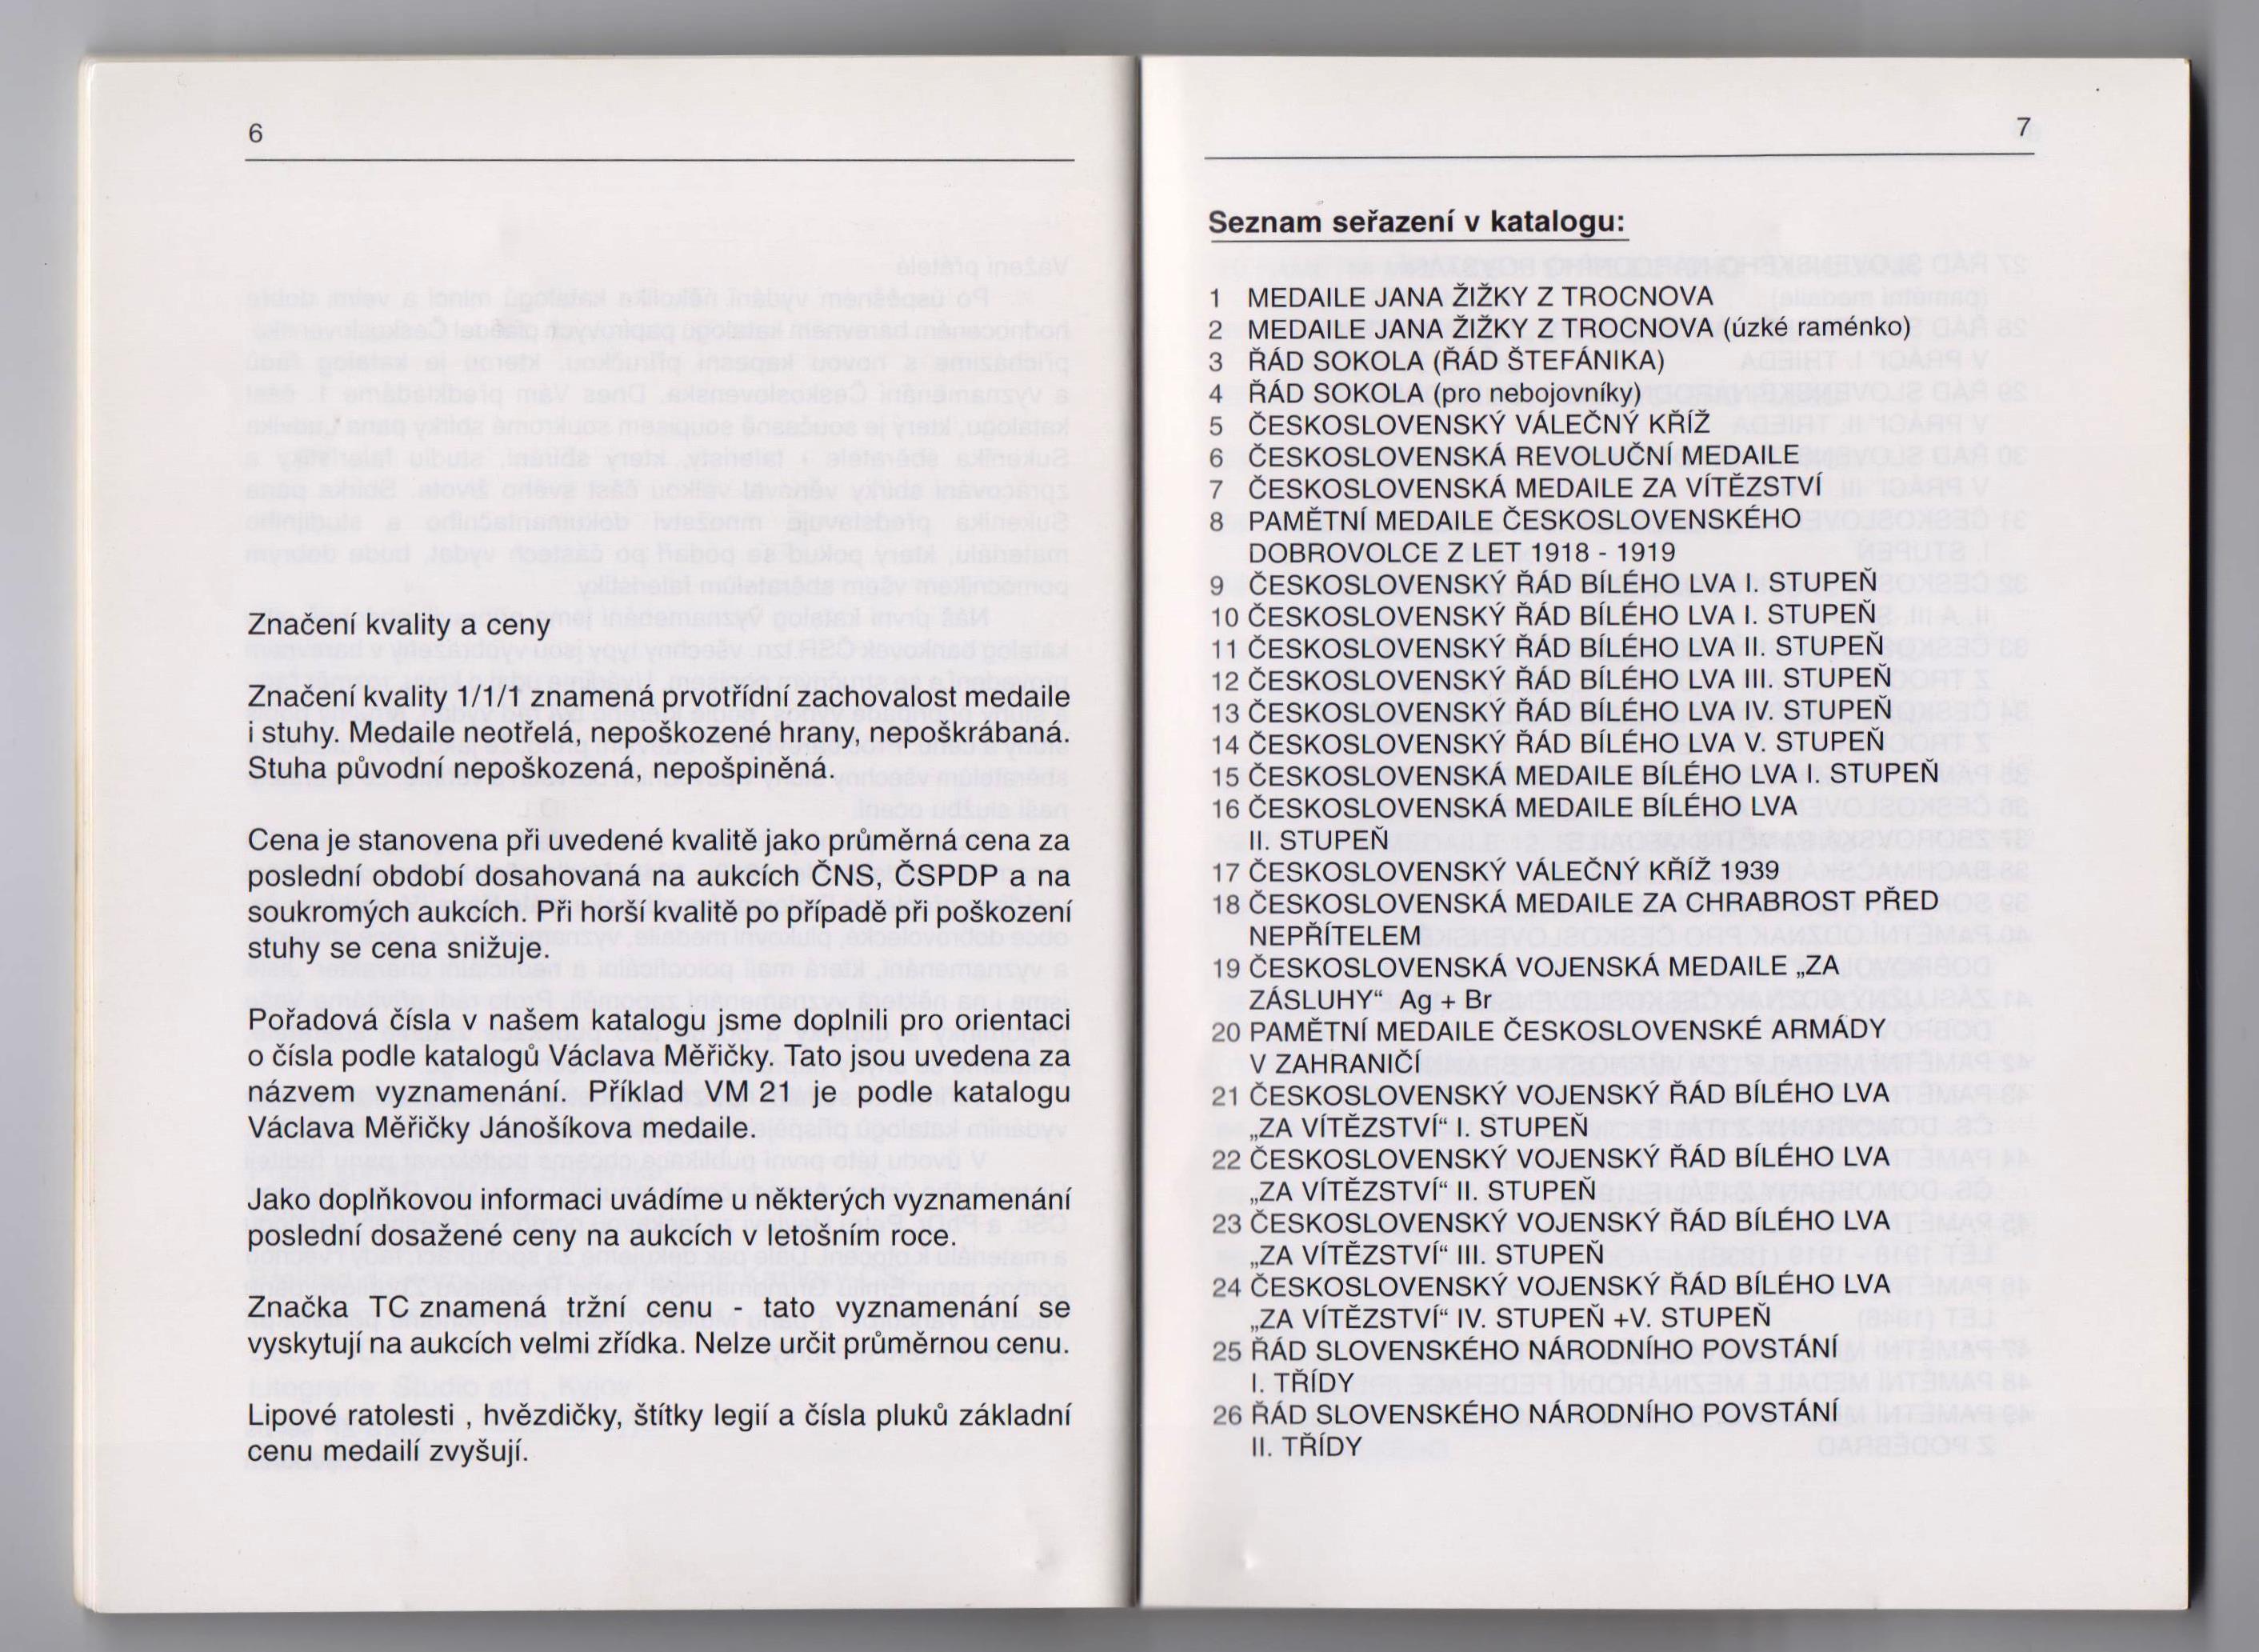 6
Značení kvality a ceny
Značení kvality 1/1/1 znamená prvotřídní zachovalost medaile
i stuhy. Medaile neotřelá, nepoškozené hrany, nepoškrábaná.
Stuha původní nepoškozená, nepošpiněná.
Cena je stanovena při uvedené kvalitě jako průměrná cena za
poslední období dosahovaná na aukcích ČNS, ČSPDP a na
soukromých aukcích. Při horší kvalitě po případě při poškození
stuhy se cena snižuje.
Pořadová čísla v našem katalogu jsme doplnili pro orientaci
o čísla podle katalogů Václava Měřičky. Tato jsou uvedena za
názvem vyznamenání. Příklad VM 21 je podle katalogu
Václava Měřičky Jánošíkova medaile.
Jako doplňkovou informaci uvádíme u některých vyznamenání
poslední dosažené ceny na aukcích v letošním roce.
Značka TC znamená tržní cenu - tato vyznamenání se
vyskytují na aukcích velmi zřídka. Nelze určit průměrnou cenu.
Lipové ratolesti , hvězdičky, štítky legií a čísla pluků základní
cenu medailí zvyšují.
7
Seznam seřazení v katalogu:
1 MEDAILE JANA ŽIŽKY Z TROCNOVA
2 MEDAILE JANA ŽIŽKY Z TROCNOVA (úzké raménko)
3 ŘÁD SOKOLA (ŘÁD ŠTEFÁNIKA)
4 ŘÁD SOKOLA (pro nebojovníky)
5 ČESKOSLOVENSKÝ VÁLEČNÝ KŘÍŽ
6 ČESKOSLOVENSKÁ REVOLUČNÍ MEDAILE
7 ČESKOSLOVENSKÁ MEDAILE ZA VÍTĚZSTVÍ
8 PAMĚTNÍ MEDAILE ČESKOSLOVENSKÉHO
DOBROVOLCE Z LET 1918 - 1919
9 ČESKOSLOVENSKÝ ŘÁD BÍLÉHO LVA I. STUPEŇ
10 ČESKOSLOVENSKÝ ŘÁD BÍLÉHO LVA I. STUPEŇ
11 ČESKOSLOVENSKÝ ŘÁD BÍLÉHO LVA II. STUPEŇ
12 ČESKOSLOVENSKÝ ŘÁD BÍLÉHO LVA III. STUPEŇ
13 ČESKOSLOVENSKÝ ŘÁD BÍLÉHO LVA IV. STUPEŇ
14 ČESKOSLOVENSKÝ ŘÁD BÍLÉHO LVA V. STUPEŇ
15 ČESKOSLOVENSKÁ MEDAILE BÍLÉHO LVA I. STUPEŇ
16 ČESKOSLOVENSKÁ MEDAILE BÍLÉHO LVA
II. STUPEŇ
17 ČESKOSLOVENSKÝ VÁLEČNÝ KŘÍŽ 1939
18 ČESKOSLOVENSKÁ MEDAILE ZA CHRABROST PŘED
NEPŘÍTELEM
19 ČESKOSLOVENSKÁ VOJENSKÁ MEDAILE „ZA
ZÁSLUHY“ Ag + Br
20 PAMĚTNÍ MEDAILE ČESKOSLOVENSKÉ ARMÁDY
V ZAHRANIČÍ
21 ČESKOSLOVENSKÝ VOJENSKÝ ŘÁD BÍLÉHO LVA
„ZA VÍTĚZSTVÍ“ I. STUPEŇ
22 ČESKOSLOVENSKÝ VOJENSKÝ ŘÁD BÍLÉHO LVA
„ZA VÍTĚZSTVÍ“ II. STUPEŇ
23 ČESKOSLOVENSKÝ VOJENSKÝ ŘÁD BÍLÉHO LVA
„ZA VÍTĚZSTVÍ“ III. STUPEŇ
24 ČESKOSLOVENSKÝ VOJENSKÝ ŘÁD BÍLÉHO LVA
„ZA VÍTĚZSTVÍ“ IV. STUPEŇ +V. STUPEŇ
25 ŘÁD SLOVENSKÉHO NÁRODNÍHO POVSTÁNÍ
I. TŘÍDY
26 ŘÁD SLOVENSKÉHO NÁRODNÍHO POVSTÁNÍ
II. TŘÍDY